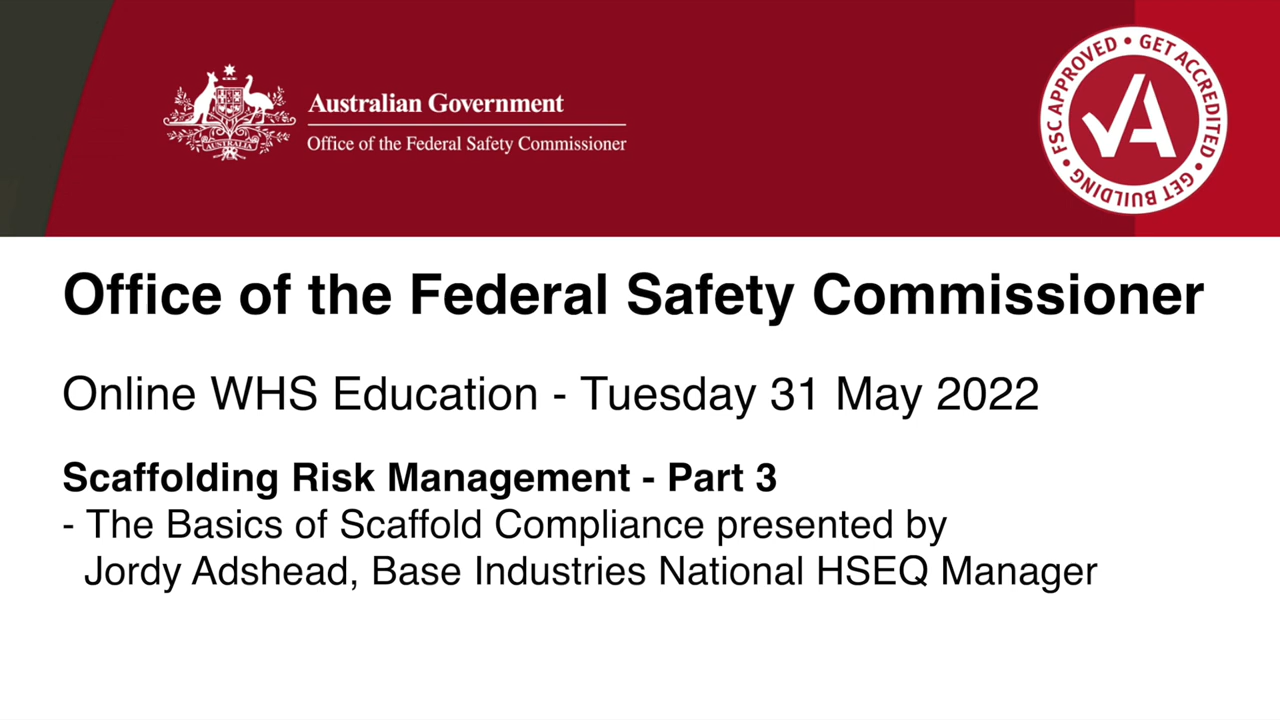 Australian Government
Office of the Federal Safety Commissioner
AUSTRALIA
FSC APPROVED • GET ACCREDITED • GET BUILDING •
A
Office of the Federal Safety Commissioner
Online WHS Education - Tuesday 31 May 2022
Scaffolding Risk Management - Part 3
- The Basics of Scaffold Compliance presented by
Jordy Adshead, Base Industries National HSEQ Manager